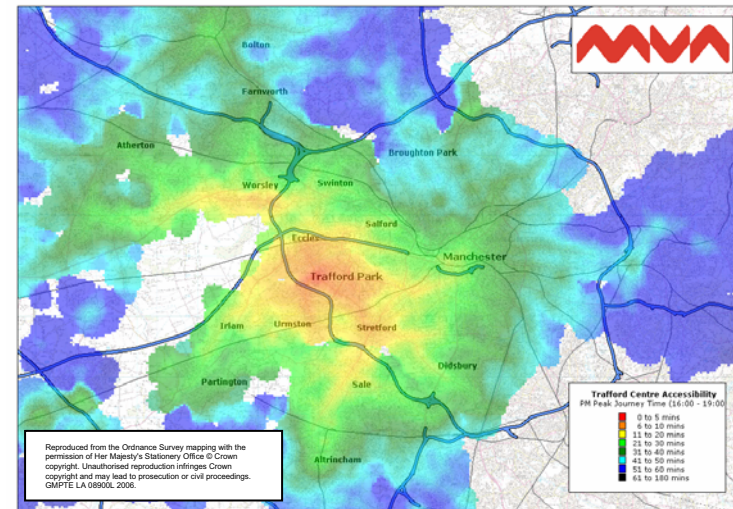 Bolton
MVA
Farnworth
Atherton
Broughton Park
Worsley
Swinton
Salford
Eccles
Manchester
Trafford Park
Irlam
Urmston
Stretford
Didsbury
Partington
Sale
Altrincham
Trafford Centre Accessibility
PM Peak Journey Time (16:00 - 19:00
0 to 5 mins
6 to 10 mins
11 to 20 mins
21 to 30 mins
31 to 40 mins
41 to 50 mins
51 to 60 mins
61 to 180 mins
Reproduced from the Ordnance Survey mapping with the
permission of Her Majesty's Stationery Office © Crown
copyright. Unauthorised reproduction infringes Crown
copyright and may lead to prosecution or civil proceedings.
GMPTE LA 08900L 2006.